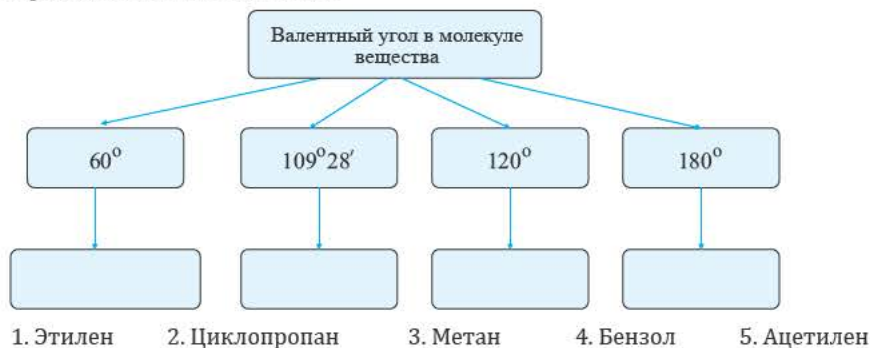 Валентный угол в молекуле
вещества
60°
109°28′
120°
180°
1. Этилен 2. Циклопропан 3. Метан 4. Бензол 5. Ацетилен